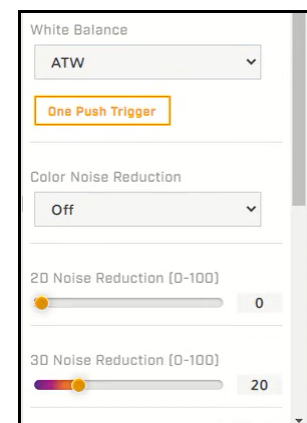 White Balance
ATW
One Push Trigger
Color Noise Reduction
Off
2D Noise Reduction (0-100)
0
3D Noise Reduction (0-100)
20